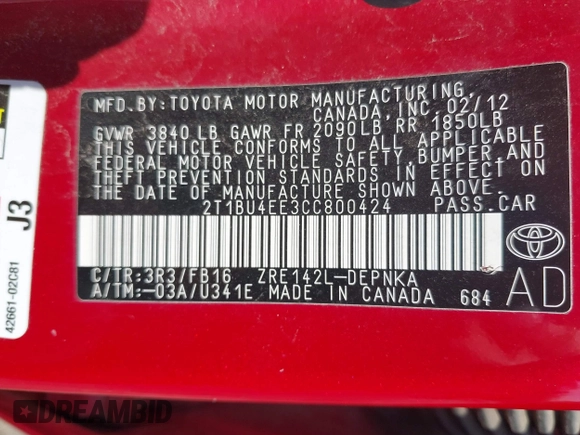 MFD.BY:TOYOTA MOTOR MANUFACTURING,
CANADA, INC. 02/12
GVWR 3840LB GAWR FR 2090LB, RR 1850LB
THIS VEHICLE CONFORMS TO ALL APPLICABLE
FEDERAL MOTOR VEHICLE SAFETY, BUMPER, AND
THEFT PREVENTION STANDARDS IN EFFECT ON
THE DATE OF MANUFACTURE SHOWN ABOVE.
2T1BU4EE3CC800424 PASS.CAR
C/TR:3R3/FB16 ZRE142L-DEPNKA
A/TM:-03A/U341E MADE IN CANADA 684
TOYOTA
AD
J3
42661-02C81
DREAMBID